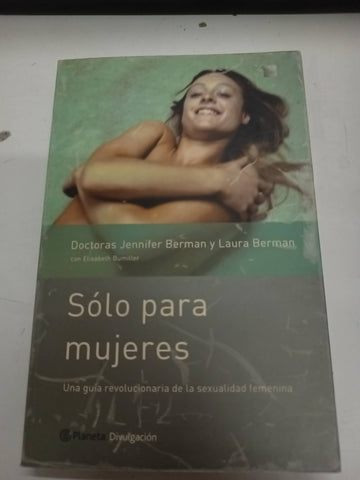 Doctoras Jennifer Berman y Laura Berman
con Elisabeth Bumiller
Sólo para
mujeres
Una guía revolucionaria de la sexualidad femenina
Planeta Divulgación